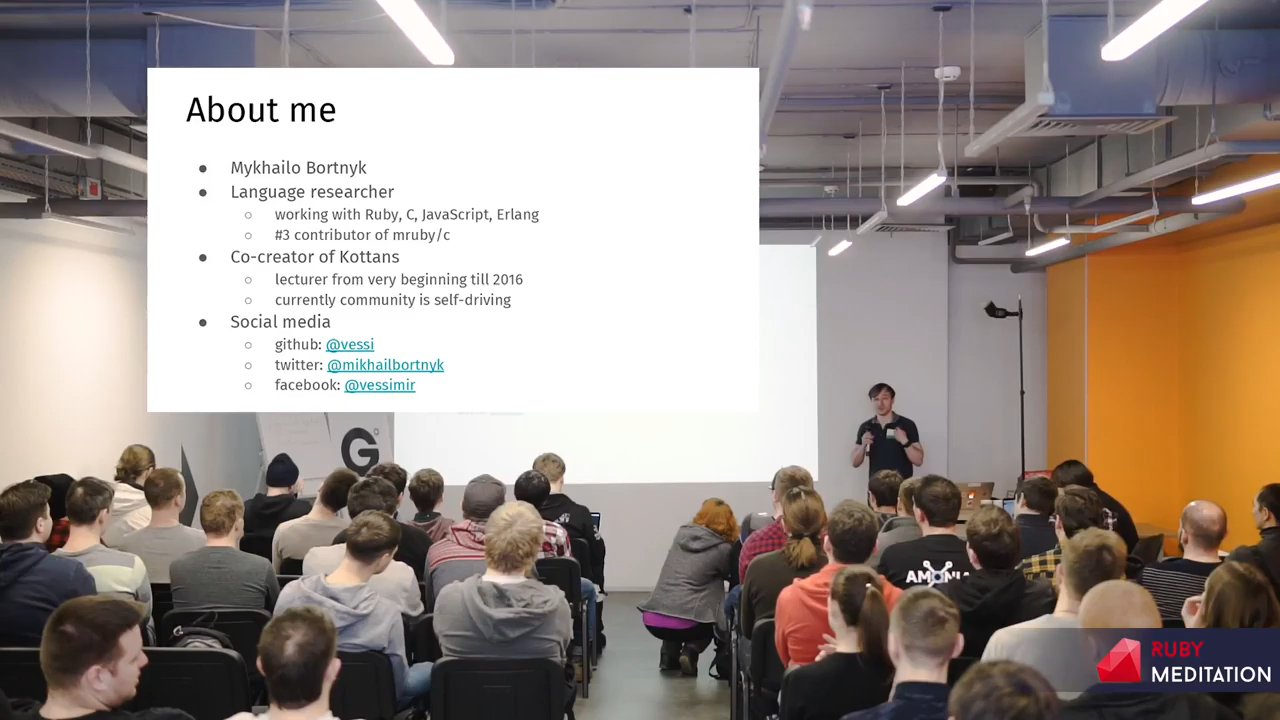 About me
● Mykhailo Bortnyk
● Language researcher
○ working with Ruby, C, JavaScript, Erlang
○ #3 contributor of mruby/c
● Co-creator of Kottans
○ lecturer from very beginning till 2016
○ currently community is self-driving
● Social media
○ github: @vessi
○ twitter: @mikhailbortnyk
○ facebook: @vessimir
G
RUBY
MEDITATION